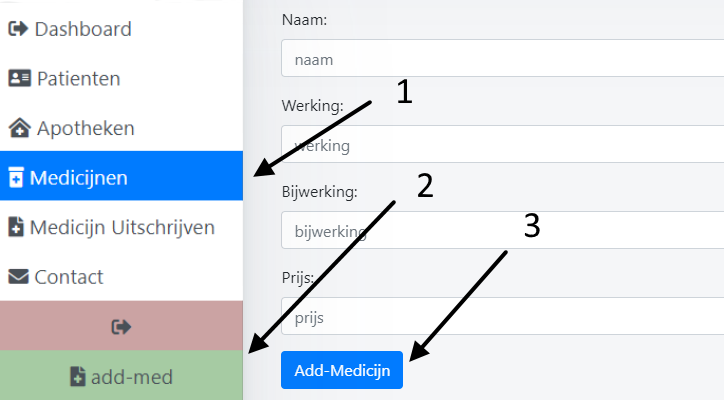 Dashboard
Patienten
Apotheken
Medicijnen
Medicijn Uitschrijven
Contact
add-med
Naam:
naam
Werking:
werking
Bijwerking:
bijwerking
Prijs:
prijs
Add-Medicijn
1
2
3